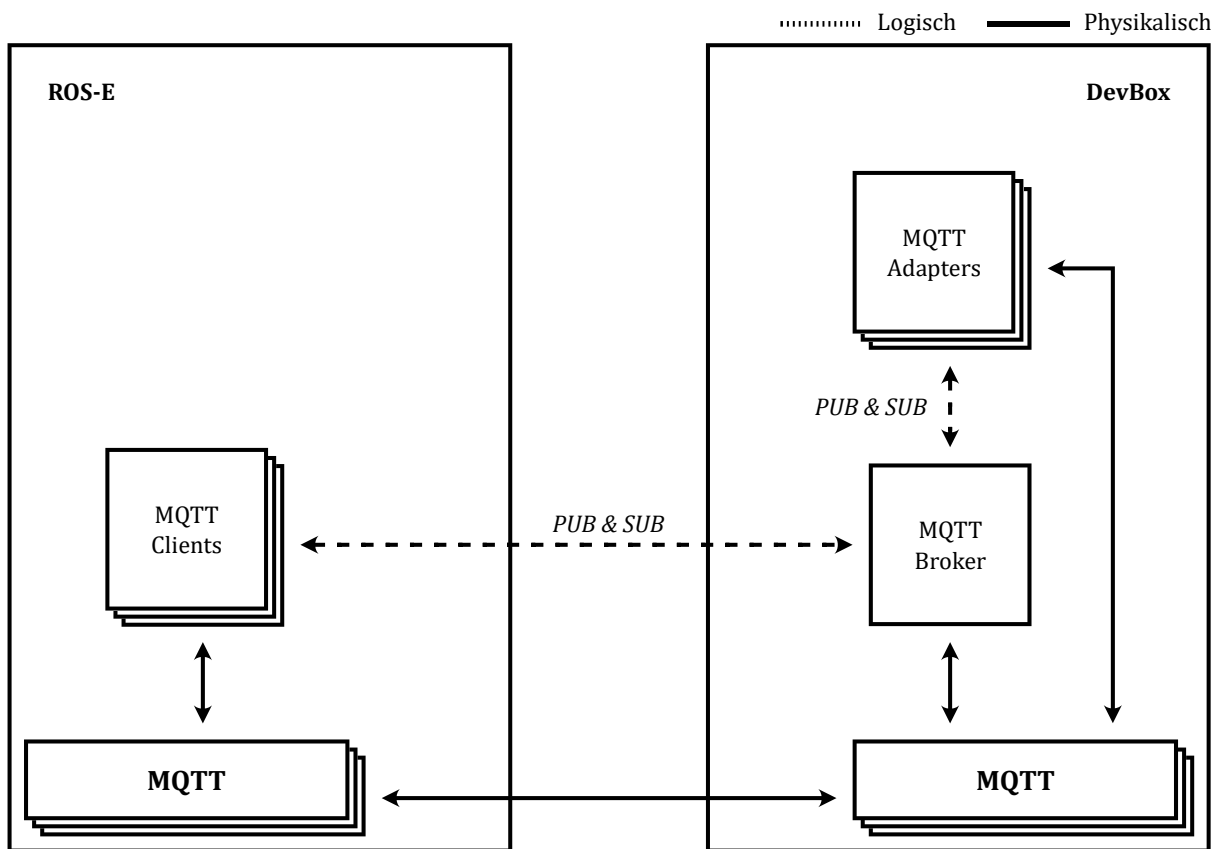 Logisch
Physikalisch
ROS-E
DevBox
MQTT
Adapters
PUB & SUB
MQTT
Clients
PUB & SUB
MQTT
Broker
MQTT
MQTT